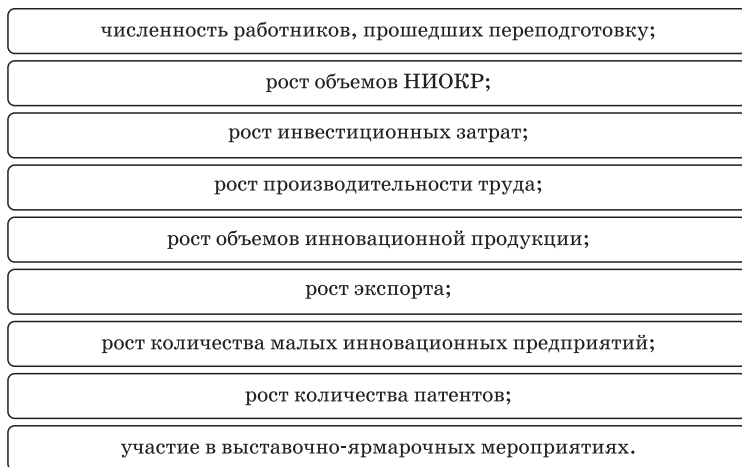 численность работников, прошедших переподготовку;
рост объемов НИОКР;
рост инвестиционных затрат;
рост производительности труда;
рост объемов инновационной продукции;
рост экспорта;
рост количества малых инновационных предприятий;
рост количества патентов;
участие в выставочно-ярмарочных мероприятиях.